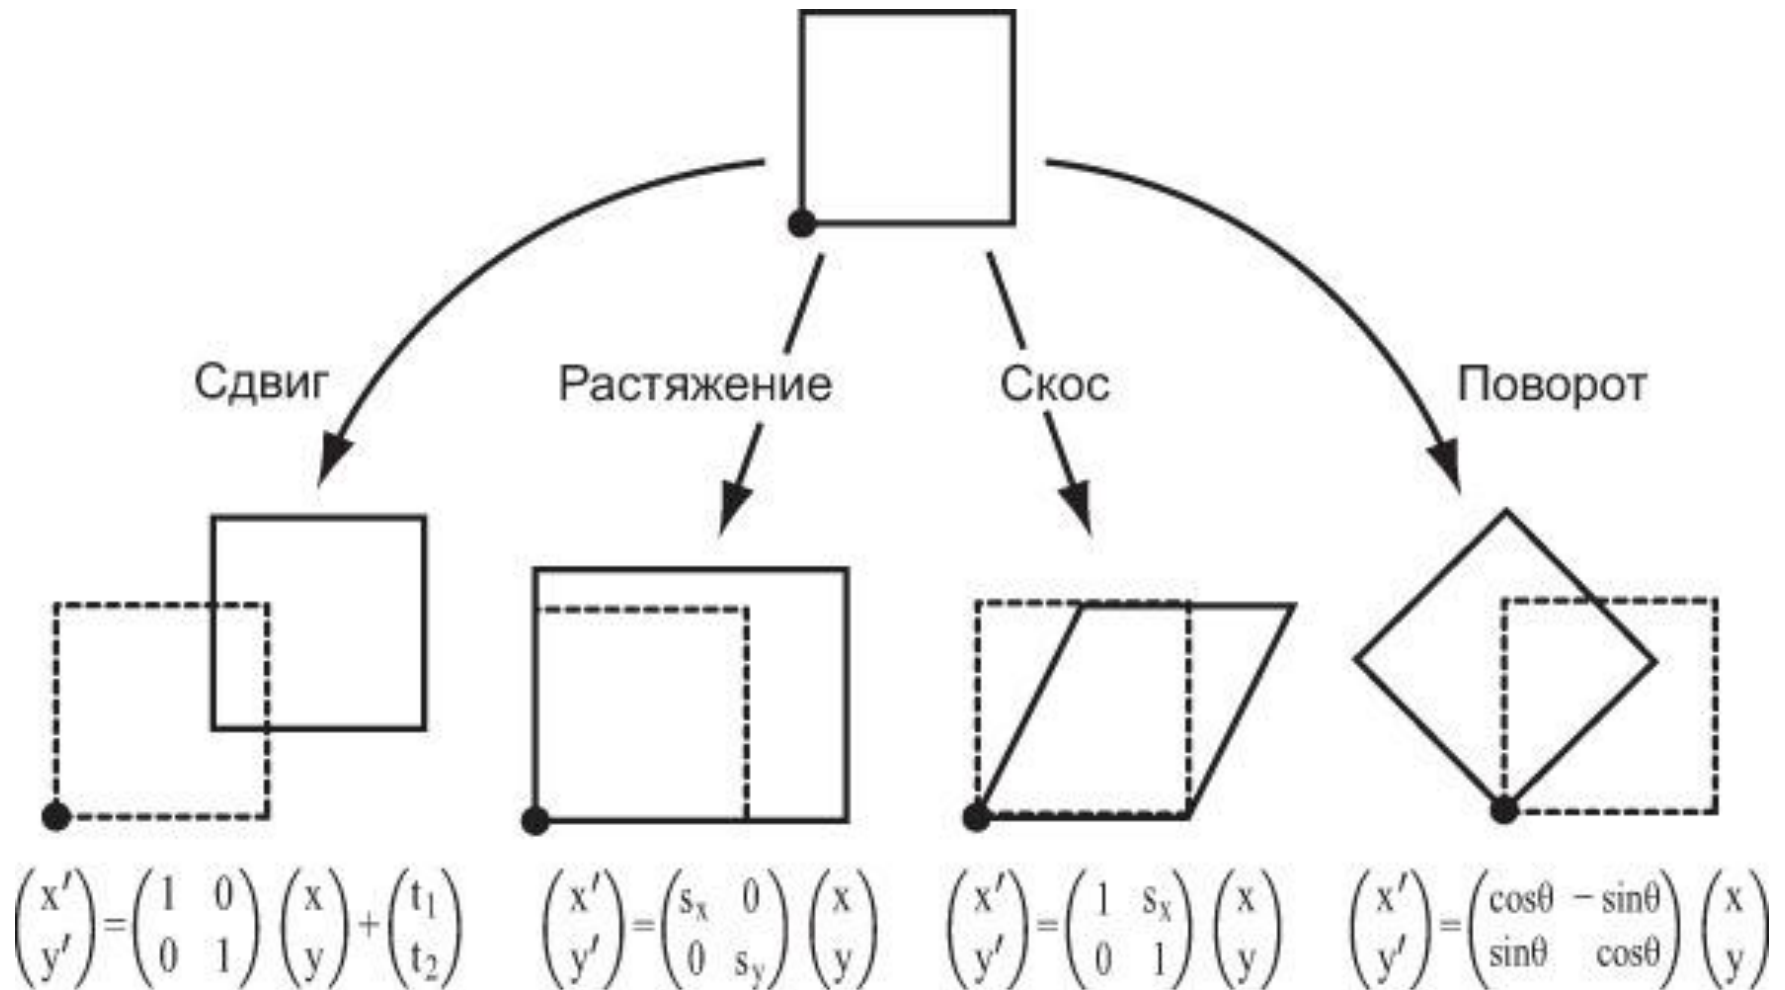 Сдвиг
Растяжение
Скос
Поворот
(x′ y′) = (1 0 0 1) (x y) + (t₁ t₂)
(x′ y′) = (sₓ 0 0 s_y) (x y)
(x′ y′) = (1 sₓ 0 1) (x y)
(x′ y′) = (cosθ − sinθ sinθ cosθ) (x y)